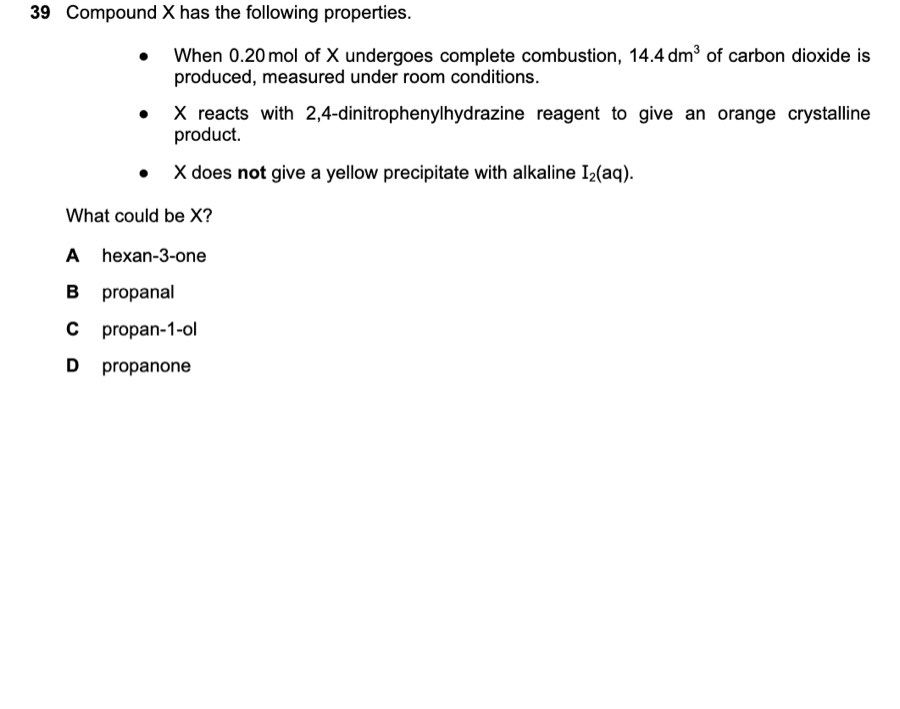 39 Compound X has the following properties.
• When 0.20 mol of X undergoes complete combustion, 14.4 dm³ of carbon dioxide is
produced, measured under room conditions.
• X reacts with 2,4-dinitrophenylhydrazine reagent to give an orange crystalline
product.
• X does not give a yellow precipitate with alkaline I₂(aq).
What could be X?
A hexan-3-one
B propanal
C propan-1-ol
D propanone